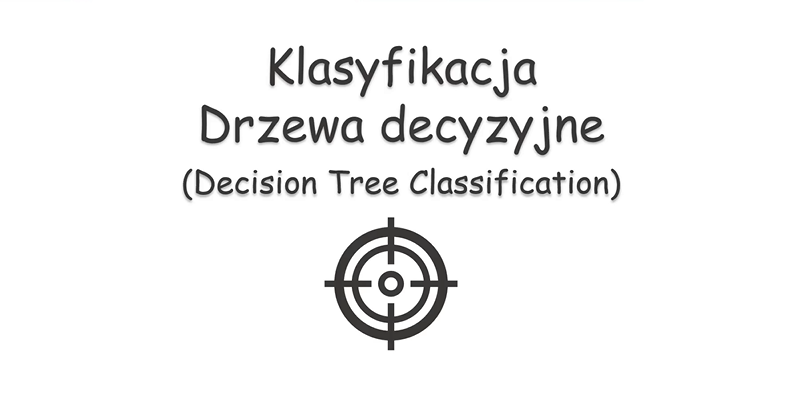 Klasyfikacja
Drzewa decyzyjne
(Decision Tree Classification)